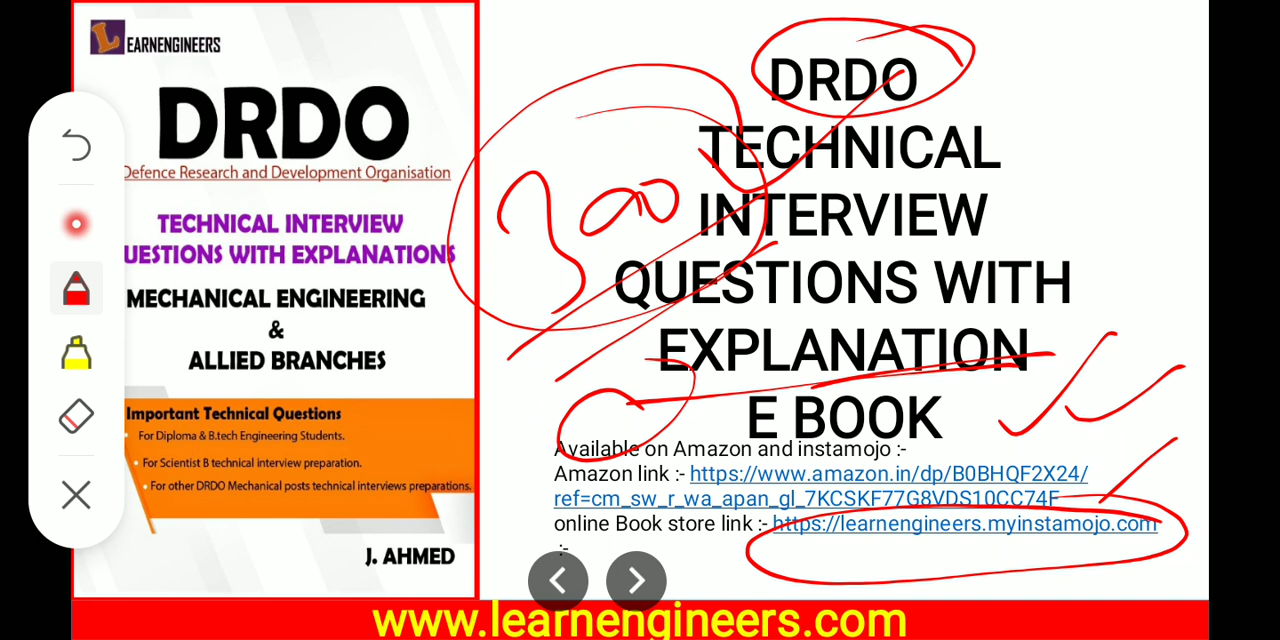 LEARNENGINEERS
DRDO
Defence Research and Development Organisation
TECHNICAL INTERVIEW
UESTIONS WITH EXPLANATIONS
MECHANICAL ENGINEERING
&
ALLIED BRANCHES
Important Technical Questions
For Diploma & B.tech Engineering Students.
• For Scientist B technical interview preparation.
• For other DRDO Mechanical posts technical interviews preparations.
J. AHMED
DRDO
TECHNICAL
INTERVIEW
QUESTIONS WITH
EXPLANATION
E BOOK
300
Available on Amazon and instamojo :-
Amazon link :- https://www.amazon.in/dp/B0BHQF2X24/
ref=cm_sw_r_wa_apan_gl_7KCSKF77G8VDS10CC74F
online Book store link :- https://learnengineers.myinstamojo.com
:-
www.learnengineers.com